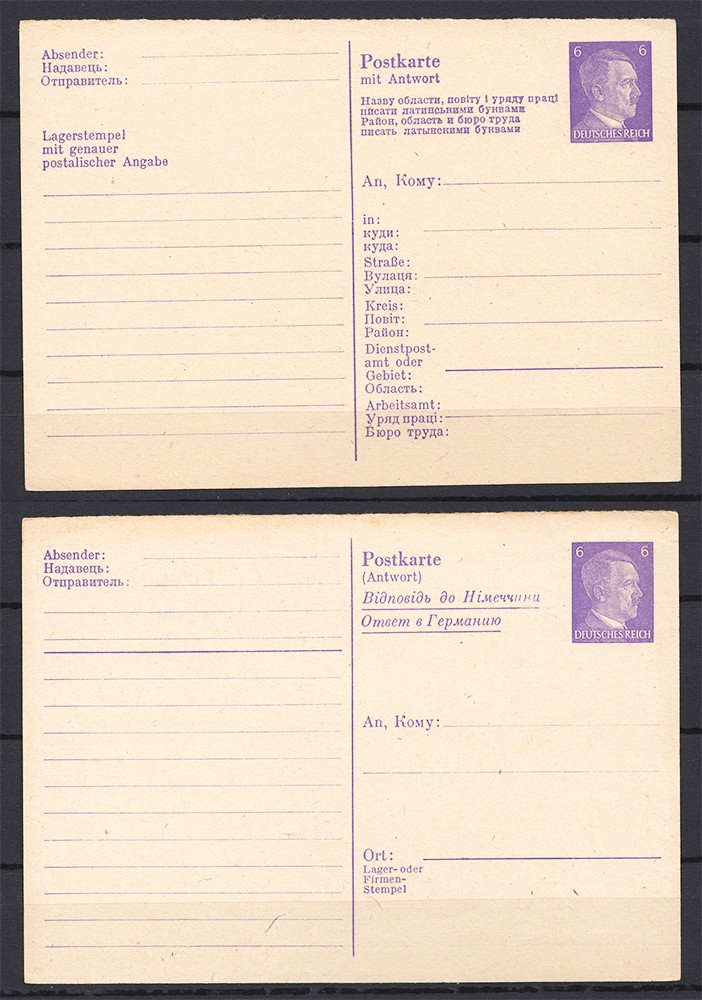 Absender:
Надавець:
Отправитель:
Lagerstempel
mit genauer
postalischer Angabe
Postkarte
mit Antwort
Назву области, повіту і уряду праці
писати латинськими буквами
Район, область и бюро труда
писать латынскими буквами
6 6
DEUTSCHES REICH
An, Кому:
in:
куди:
куда:
Straße:
Вулаця:
Улица:
Kreis:
Повіт:
Район:
Dienstpost-
amt oder
Gebiet:
Область:
Arbeitsamt:
Уряд праці:
Бюро труда:
Absender:
Надавець:
Отправитель:
Postkarte
(Antwort)
Відповідь до Німеччини
Ответ в Германию
6 6
DEUTSCHES REICH
An, Кому:
Ort:
Lager- oder
Firmen-
Stempel